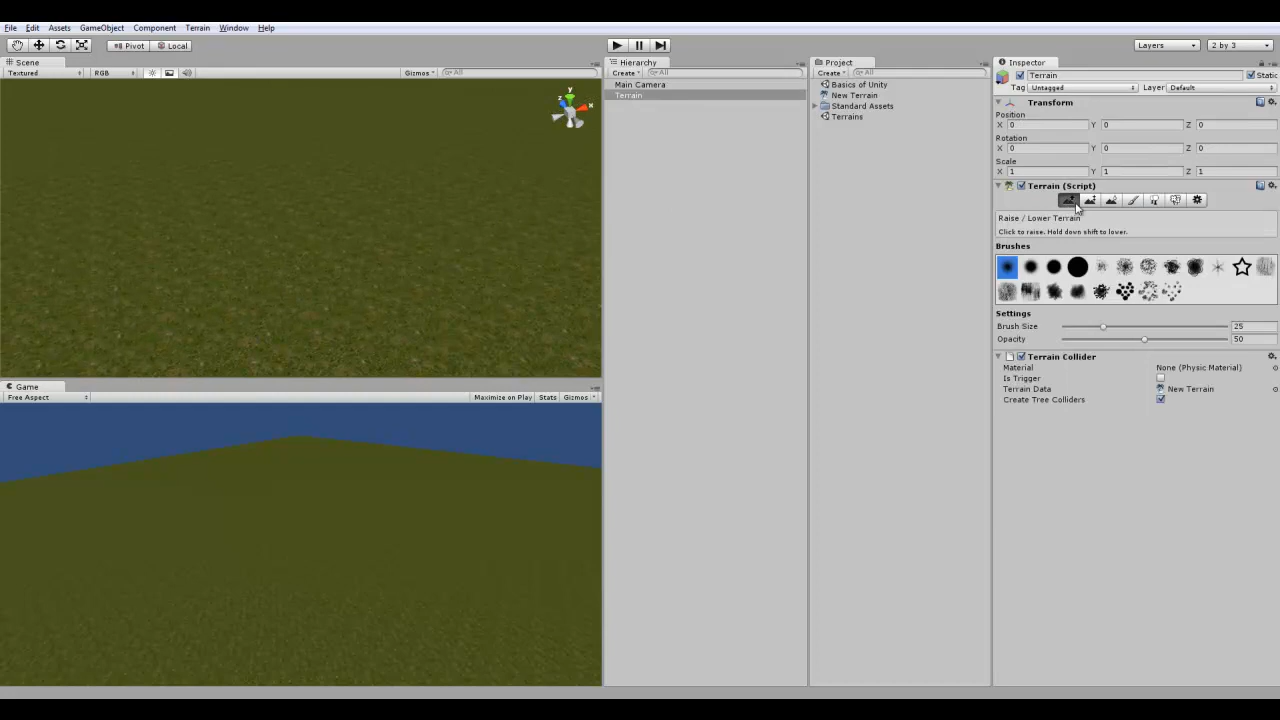 File Edit Assets GameObject Component Terrain Window Help
Pivot Local Layers 2 by 3
Scene
Textured RGB Gizmos All
Game
Free Aspect Maximize on Play Stats Gizmos
Hierarchy
Create All
Main Camera
Terrain
Project
Create All
Basics of Unity
New Terrain
Standard Assets
Terrains
Inspector
Terrain Static
Tag Untagged Layer Default
Transform
Position
X 0 Y 0 Z 0
Rotation
X 0 Y 0 Z 0
Scale
X 1 Y 1 Z 1
Terrain (Script)
Raise / Lower Terrain
Click to raise. Hold down shift to lower.
Brushes
Settings
Brush Size 25
Opacity 50
Terrain Collider
Material None (Physic Material)
Is Trigger
Terrain Data New Terrain
Create Tree Colliders
y
z x